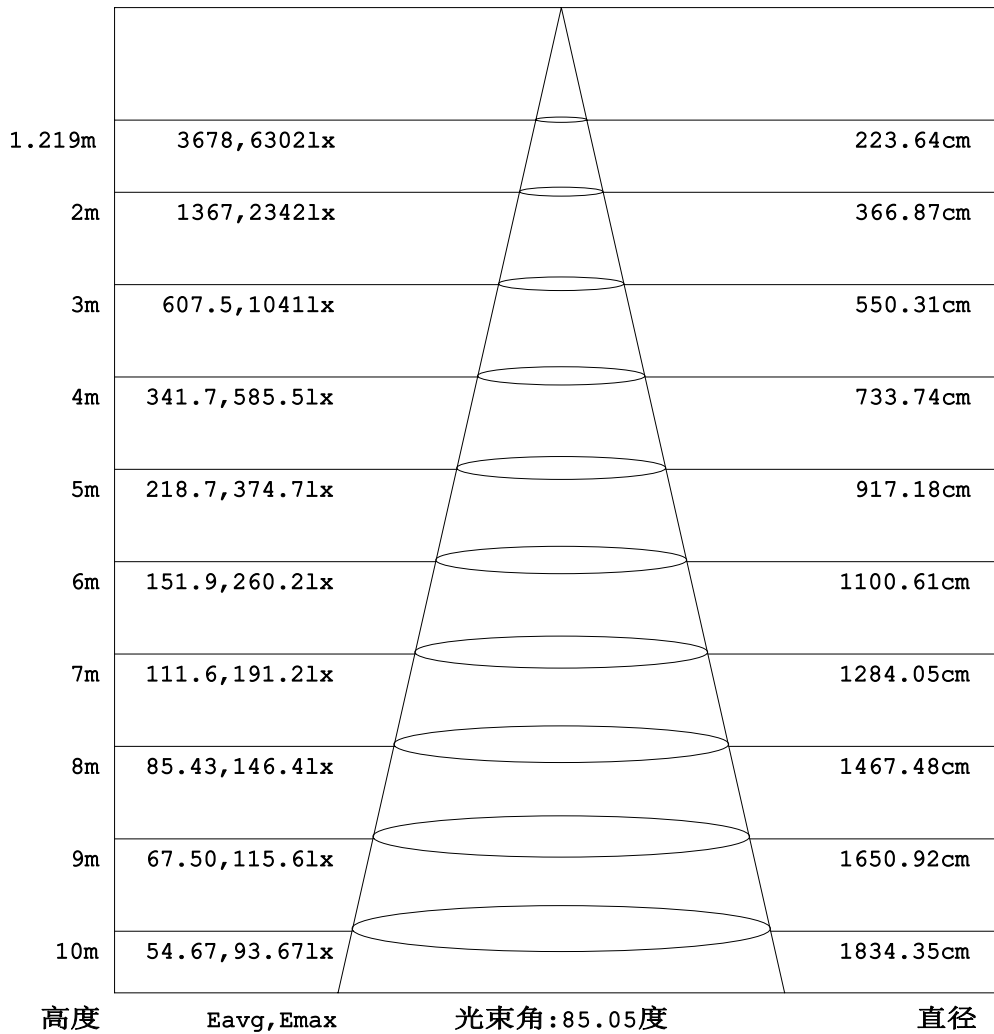 1.219m 3678,6302lx 223.64cm
2m 1367,2342lx 366.87cm
3m 607.5,1041lx 550.31cm
4m 341.7,585.5lx 733.74cm
5m 218.7,374.7lx 917.18cm
6m 151.9,260.2lx 1100.61cm
7m 111.6,191.2lx 1284.05cm
8m 85.43,146.4lx 1467.48cm
9m 67.50,115.6lx 1650.92cm
10m 54.67,93.67lx 1834.35cm
高度 Eavg,Emax 光束角:85.05度 直径